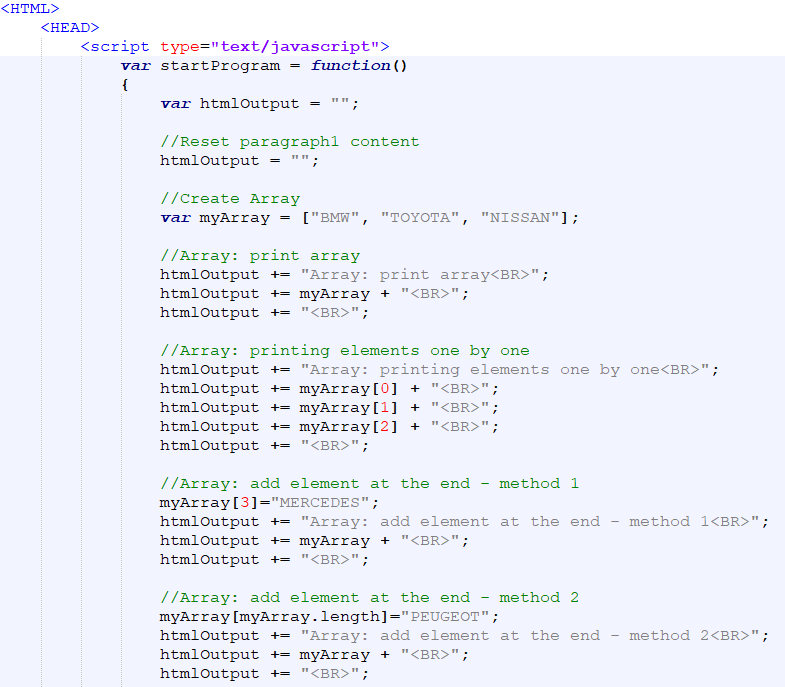 <HTML>
<HEAD>
<script type="text/javascript">
var startProgram = function()
{
var htmlOutput = "";
//Reset paragraph1 content
htmlOutput = "";
//Create Array
var myArray = ["BMW", "TOYOTA", "NISSAN"];
//Array: print array
htmlOutput += "Array: print array<BR>";
htmlOutput += myArray + "<BR>";
htmlOutput += "<BR>";
//Array: printing elements one by one
htmlOutput += "Array: printing elements one by one<BR>";
htmlOutput += myArray[0] + "<BR>";
htmlOutput += myArray[1] + "<BR>";
htmlOutput += myArray[2] + "<BR>";
htmlOutput += "<BR>";
//Array: add element at the end - method 1
myArray[3]="MERCEDES";
htmlOutput += "Array: add element at the end - method 1<BR>";
htmlOutput += myArray + "<BR>";
htmlOutput += "<BR>";
//Array: add element at the end - method 2
myArray[myArray.length]="PEUGEOT";
htmlOutput += "Array: add element at the end - method 2<BR>";
htmlOutput += myArray + "<BR>";
htmlOutput += "<BR>";